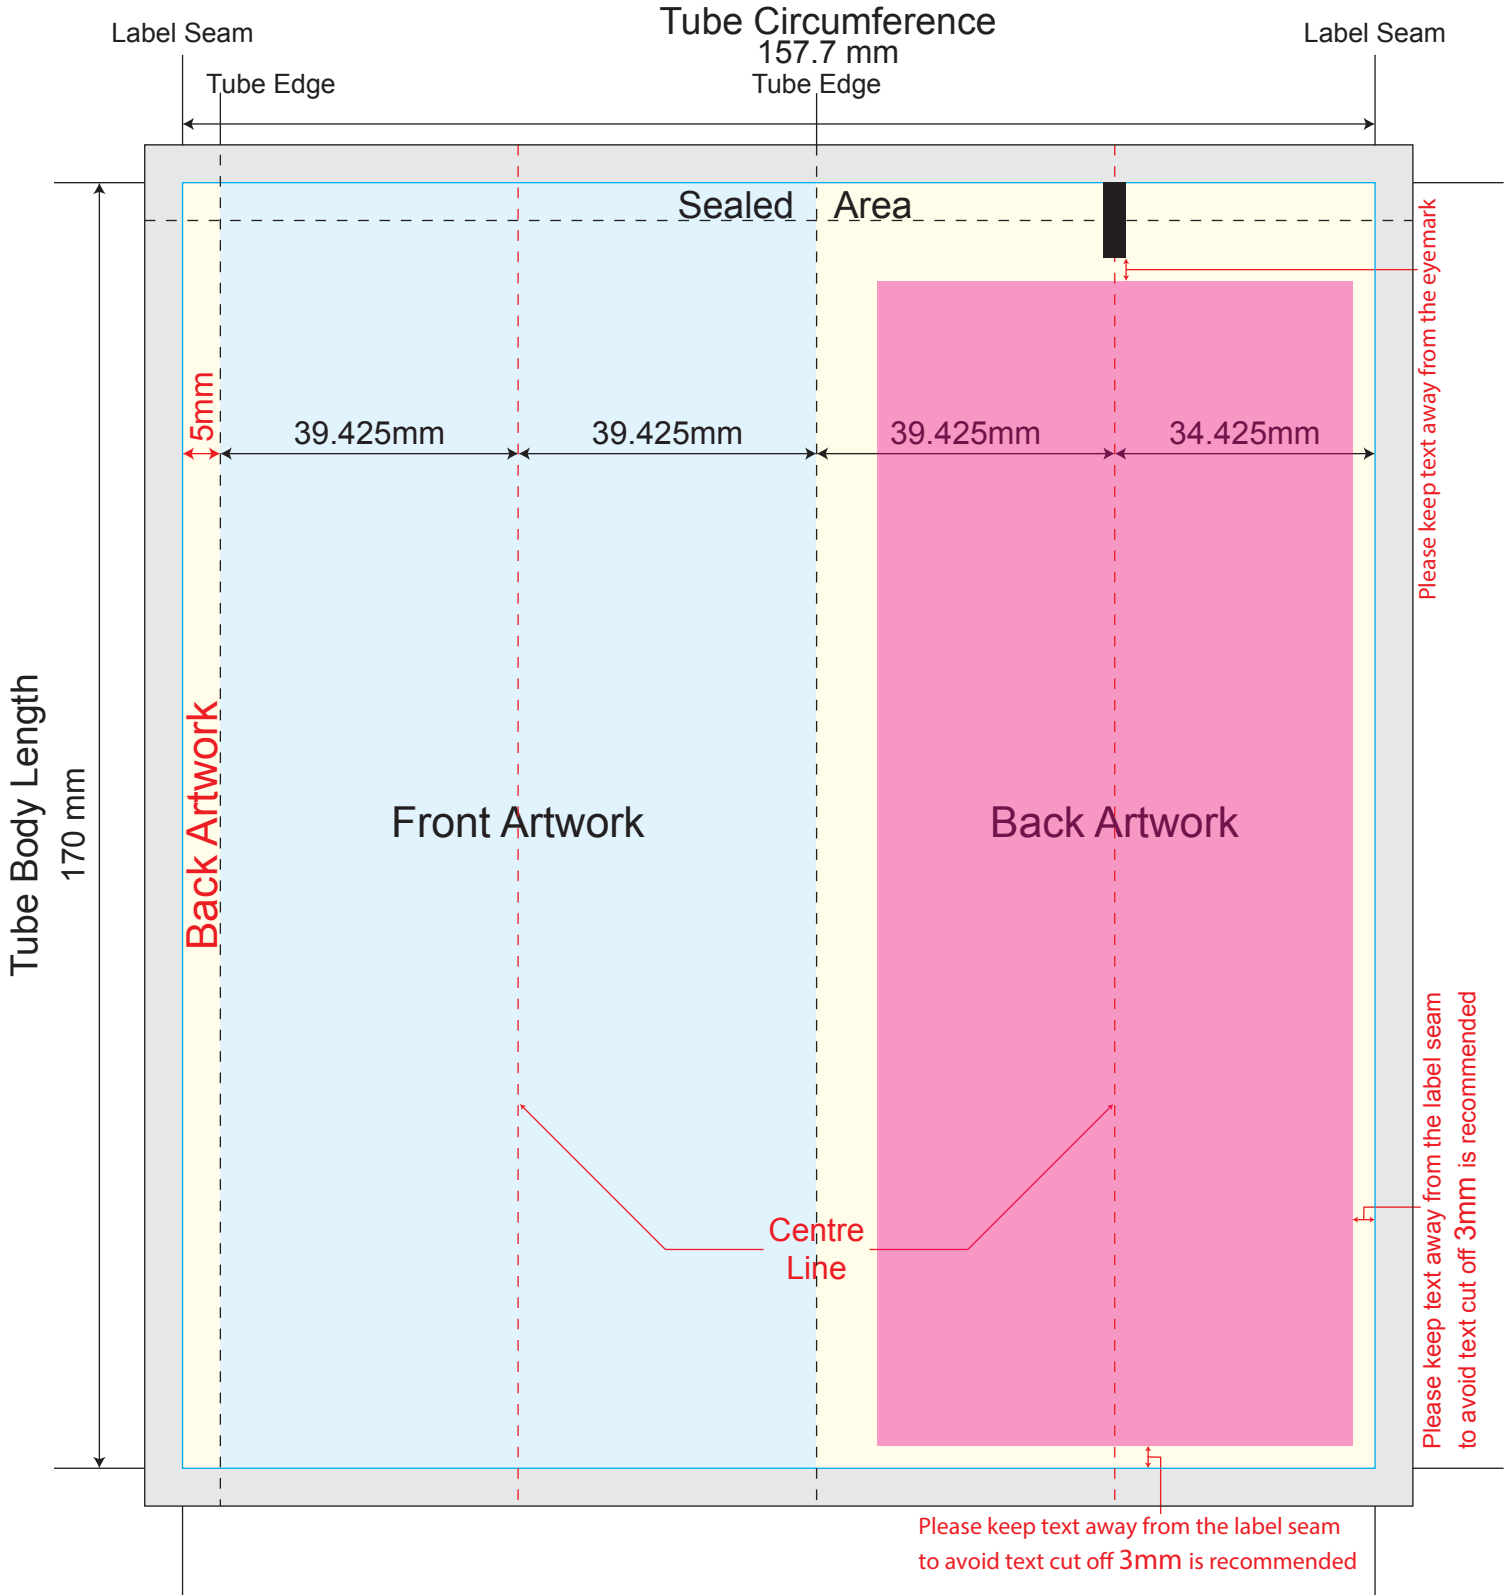 Tube Circumference
157.7 mm
Label Seam
Label Seam
Tube Edge
Tube Edge
Sealed Area
Please keep text away from the eyemark
5mm
39.425mm
39.425mm
39.425mm
34.425mm
Tube Body Length
170 mm
Back Artwork
Front Artwork
Back Artwork
Centre
Line
Please keep text away from the label seam
to avoid text cut off 3mm is recommended
Please keep text away from the label seam
to avoid text cut off 3mm is recommended